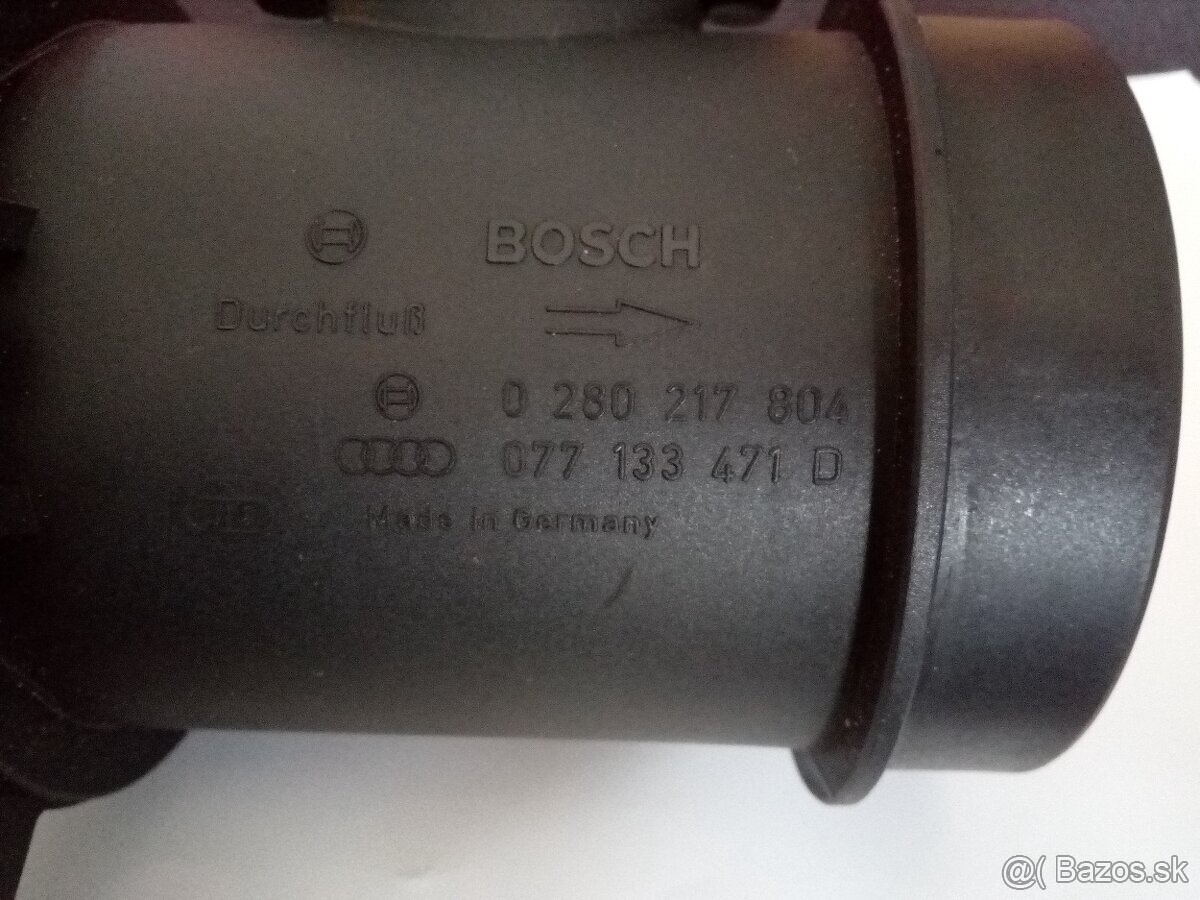 BOSCH
Durchfluß
0 280 217 804
077 133 471 D
Made in Germany
@( Bazos.sk